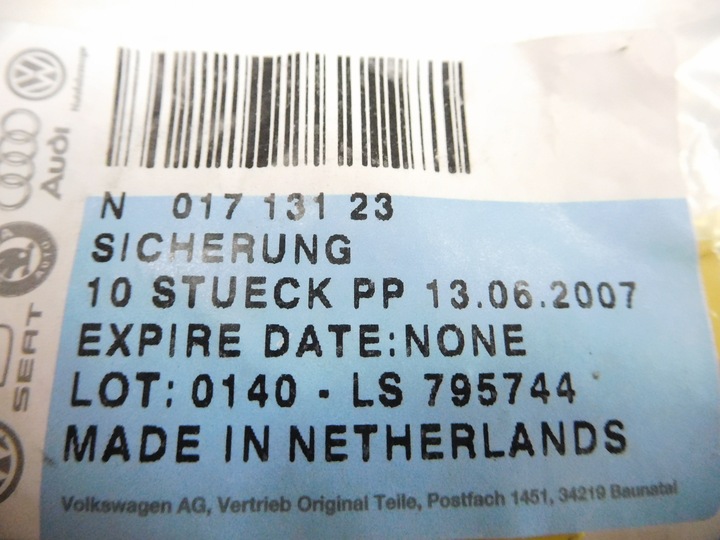 N 017 131 23
SICHERUNG
10 STUECK PP 13.06.2007
EXPIRE DATE:NONE
LOT: 0140 - LS 795744
MADE IN NETHERLANDS
Volkswagen AG, Vertrieb Original Teile, Postfach 1451, 34219 Baunatal
Audi
AUTO
SEAT